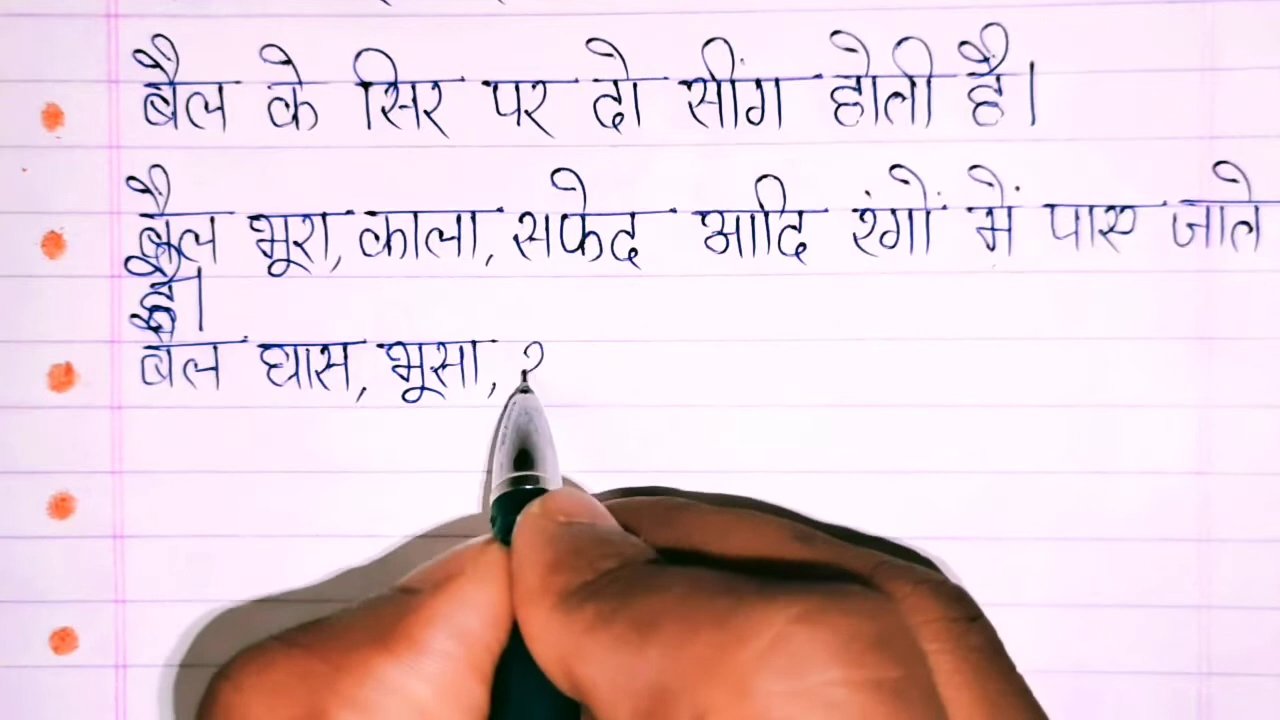 बैल के सिर पर दो सींग होती है।
बैल भूरा, काला, सफेद आदि रंगों में पाए जाते
है।
बैल घास, भूसा,